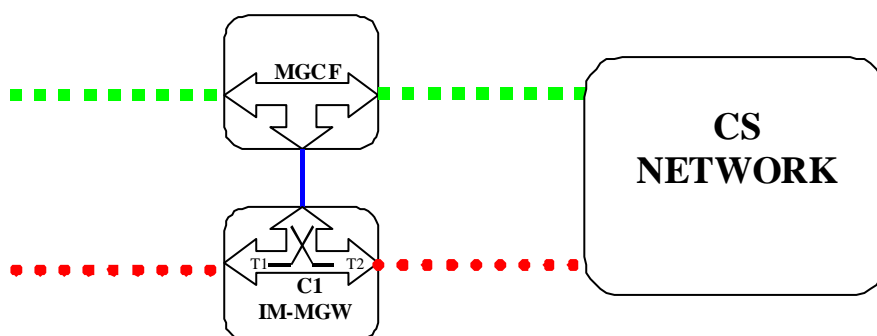 MGCF
CS
NETWORK
T1 T2
C1
IM-MGW